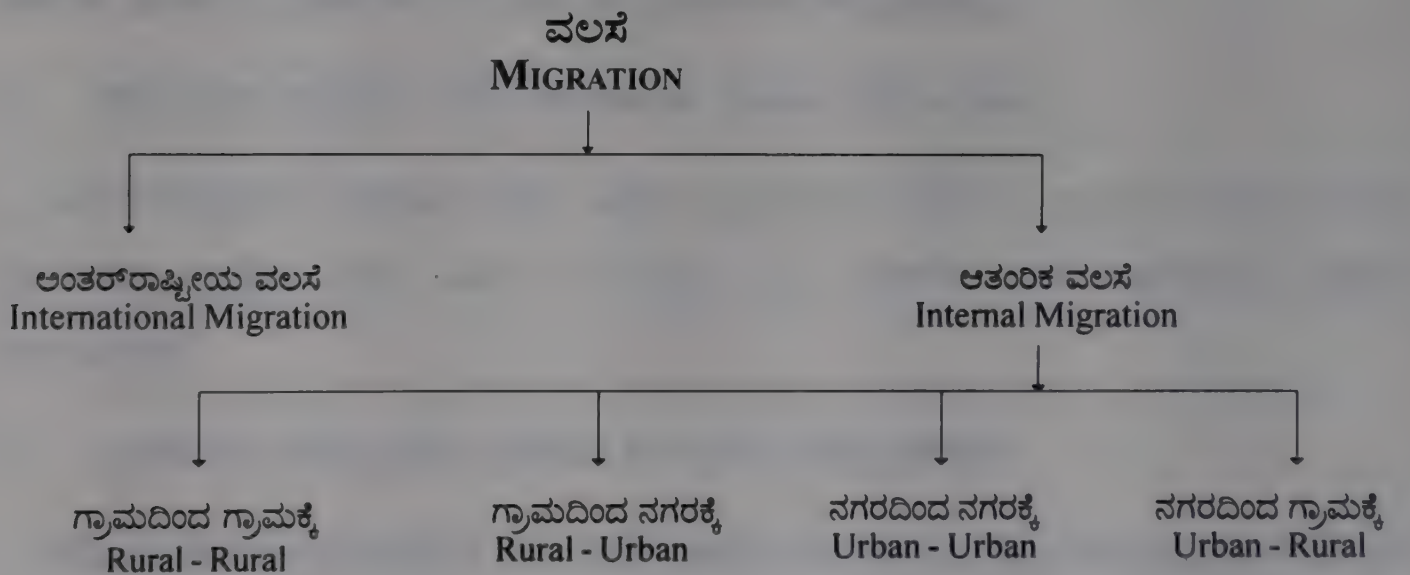 ವಲಸೆ
MIGRATION
ಅಂತರ್‌ರಾಷ್ಟ್ರೀಯ ವಲಸೆ
International Migration
ಆತಂರಿಕ ವಲಸೆ
Internal Migration
ಗ್ರಾಮದಿಂದ ಗ್ರಾಮಕ್ಕೆ
Rural - Rural
ಗ್ರಾಮದಿಂದ ನಗರಕ್ಕೆ
Rural - Urban
ನಗರದಿಂದ ನಗರಕ್ಕೆ
Urban - Urban
ನಗರದಿಂದ ಗ್ರಾಮಕ್ಕೆ
Urban - Rural